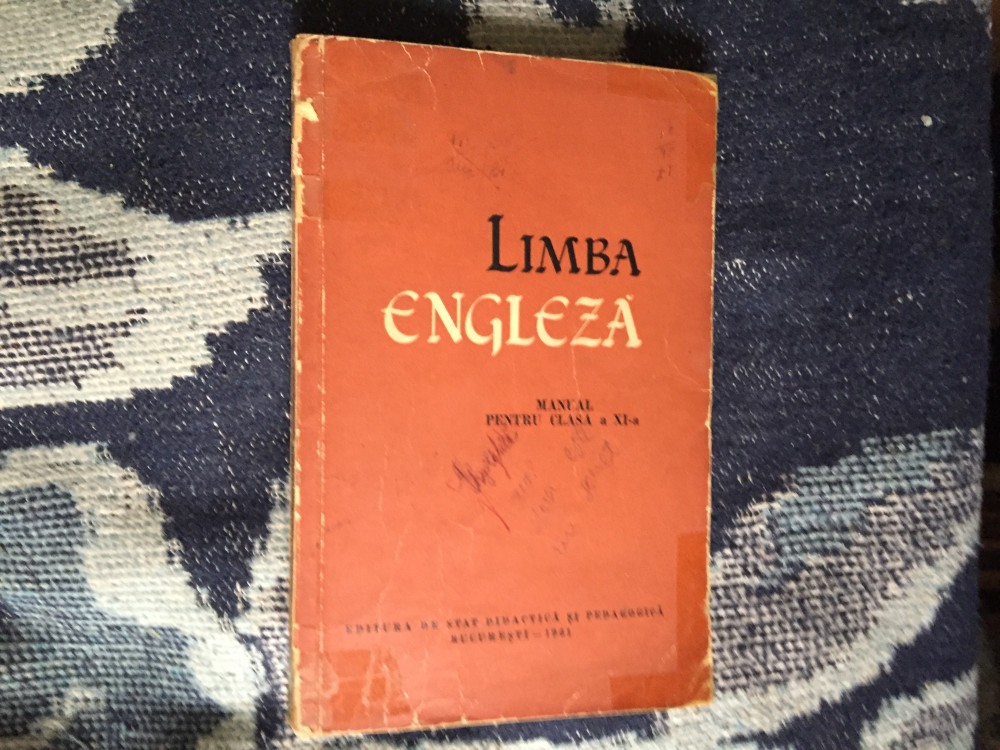 LIMBA
ENGLEZĂ
MANUAL
PENTRU CLASA a XI-a
EDITURA DE STAT DIDACTICĂ ȘI PEDAGOGICĂ
BUCUREȘTI — 1961